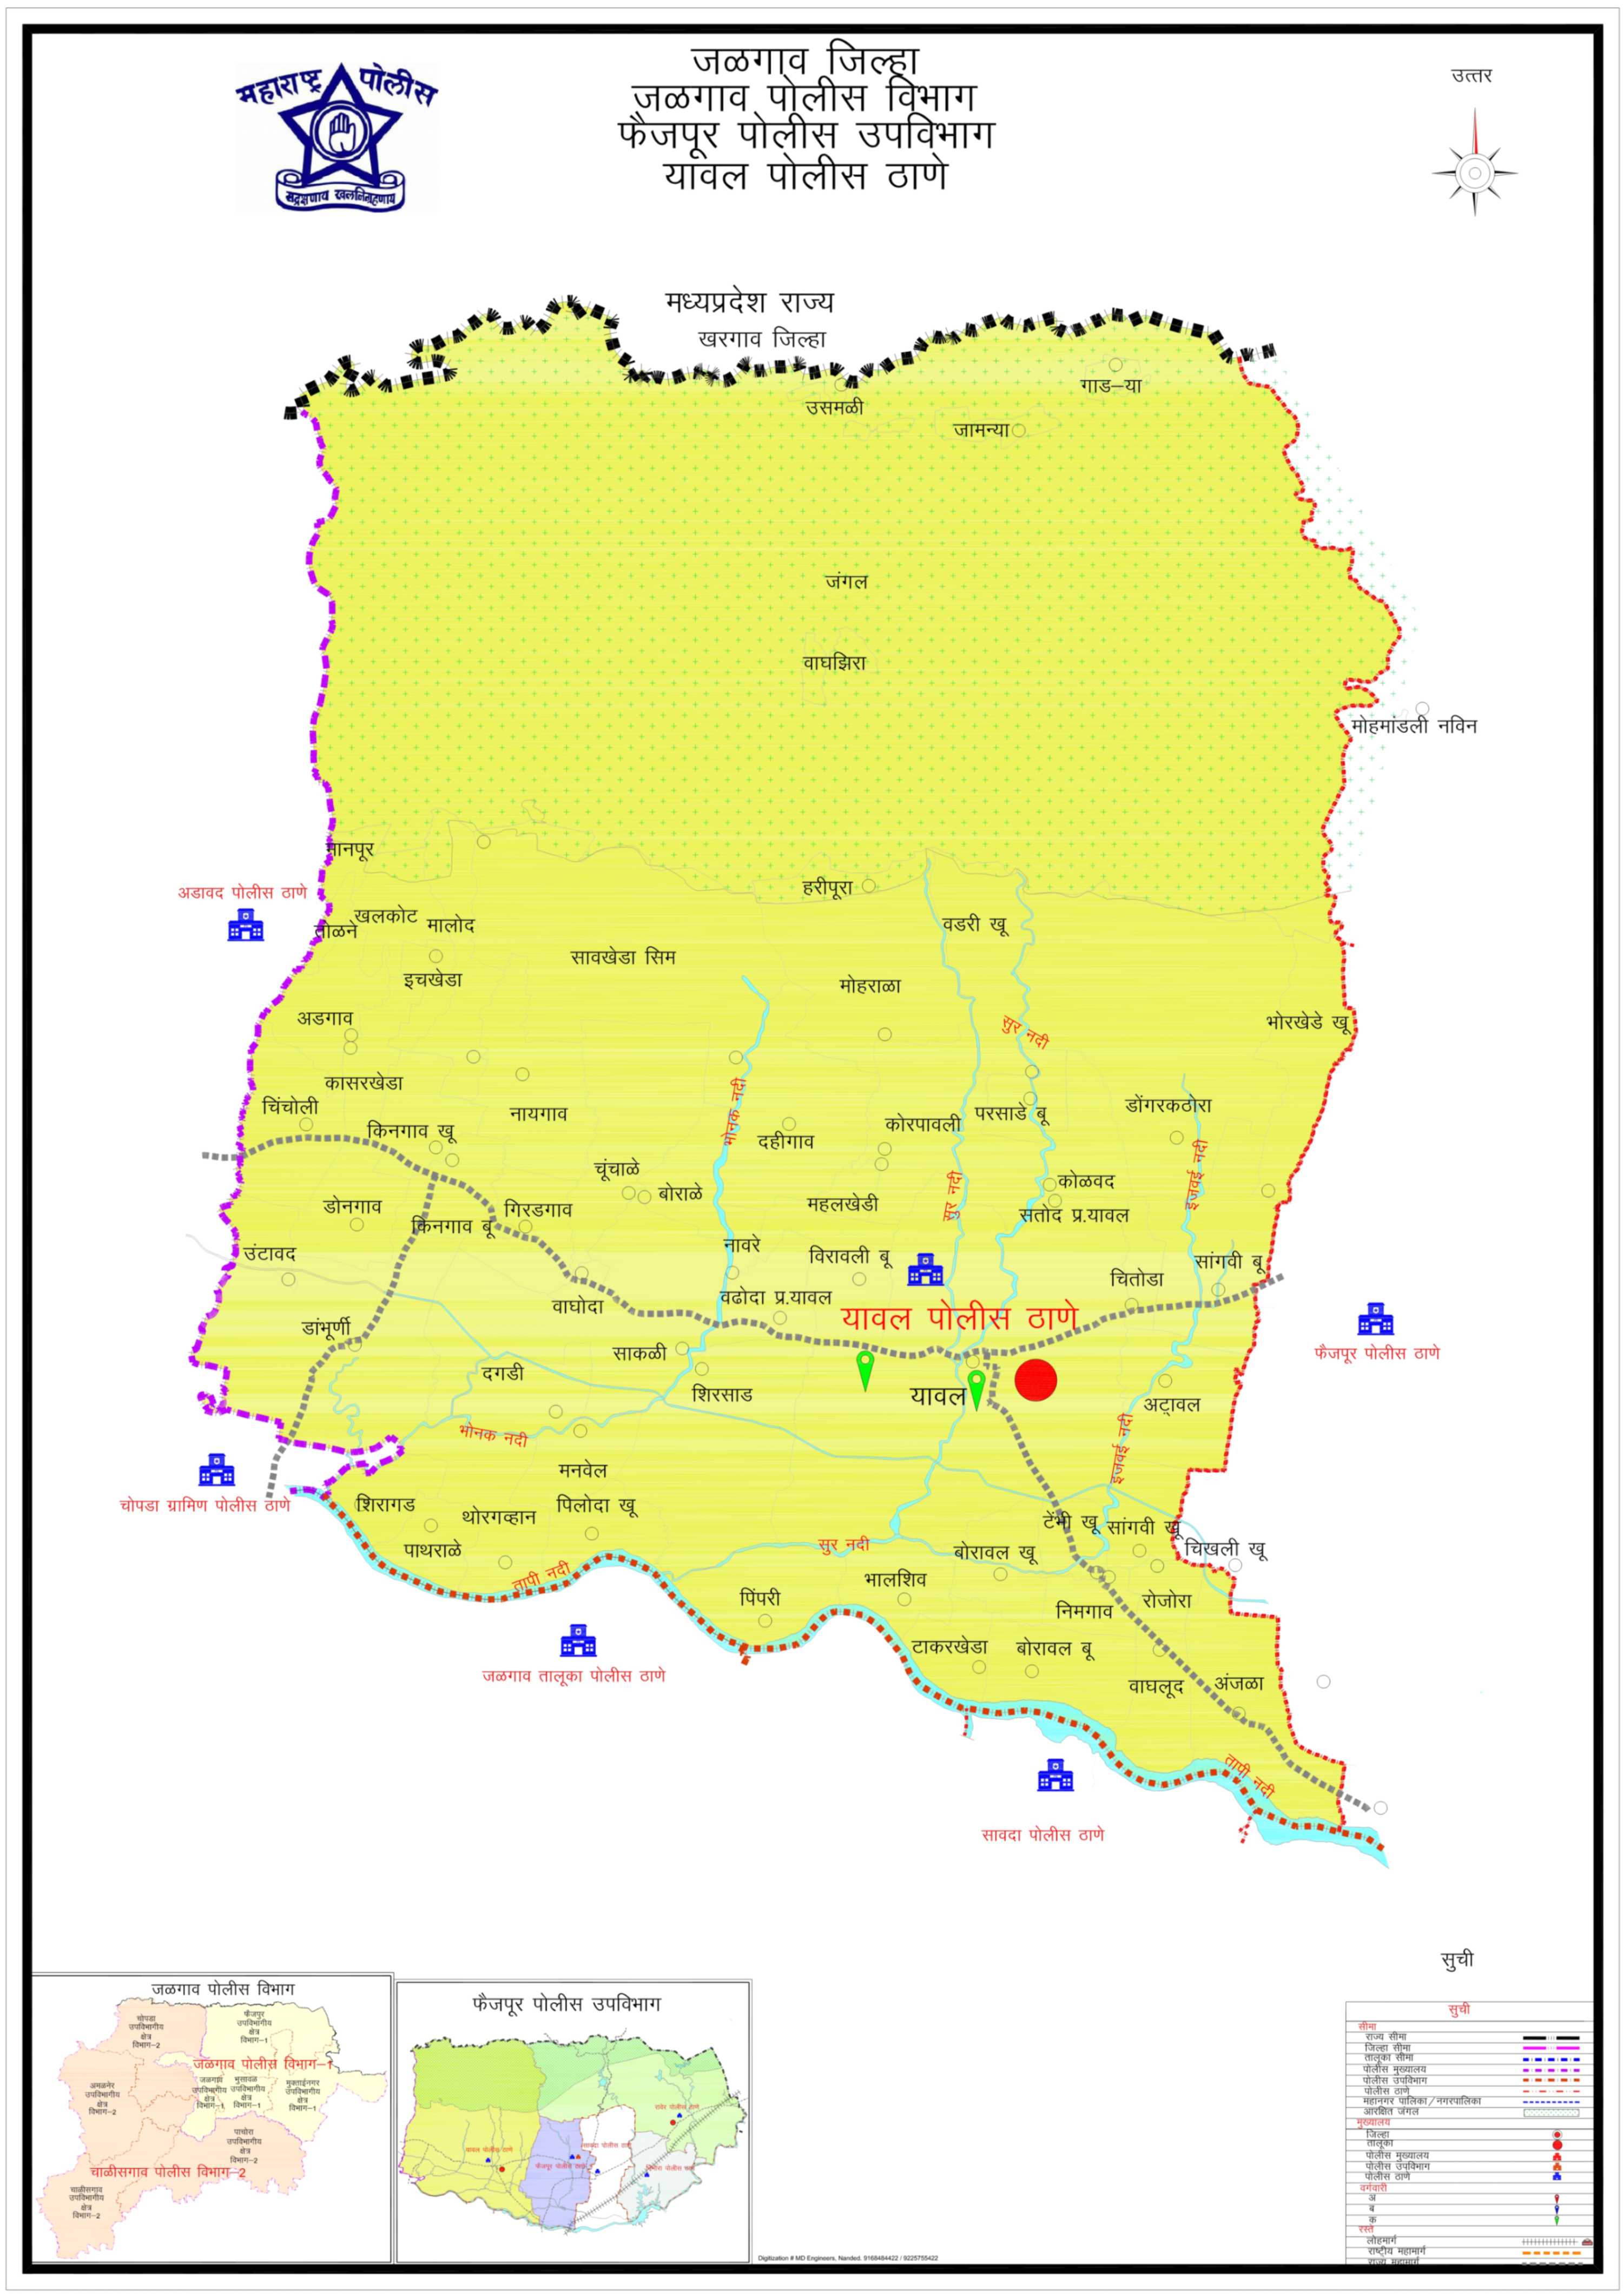 महाराष्ट्र पोलीस
सद्रक्षणाय खलनिग्रहणाय
जळगाव जिल्हा
जळगाव पोलीस विभाग
फैजपूर पोलीस उपविभाग
यावल पोलीस ठाणे
उत्तर
मध्यप्रदेश राज्य
खरगाव जिल्हा
गाड–या
उसमळी
जामन्या
जंगल
वाघझिरा
मोहमांडली नविन
मानपूर
हरीपूरा
अडावद पोलीस ठाणे
खलकोट
मालोद
तोळने
वडरी खू
सावखेडा सिम
इचखेडा
मोहराळा
अडगाव
सुर नदी
भोरखेडे खू
कासरखेडा
चिंचोली
नायगाव
भोनक नदी
परसाडे बू
डोंगरकठोरा
किनगाव खू
दहीगाव
कोरपावली
चूंचाळे
बोराळे
कोळवद
इजवई नदी
डोनगाव
गिरडगाव
महलखेडी
सुर नदी
सतोद प्र.यावल
किनगाव बू
उंटावद
नावरे
विरावली बू
सांगवी बू
चितोडा
वाघोदा
वढोदा प्र.यावल
यावल पोलीस ठाणे
डांभूर्णी
साकळी
फैजपूर पोलीस ठाणे
दगडी
शिरसाड
यावल
अट्रावल
भोनक नदी
इजवई नदी
मनवेल
चोपडा ग्रामिण पोलीस ठाणे
शिरागड
थोरगव्हान
पिलोदा खू
टेंभी खू
सांगवी खू
पाथराळे
सुर नदी
बोरावल खू
चिखली खू
तापी नदी
भालशिव
पिंपरी
निमगाव
रोजोरा
टाकरखेडा
बोरावल बू
जळगाव तालूका पोलीस ठाणे
वाघलूद
अंजळा
तापी नदी
सावदा पोलीस ठाणे
जळगाव पोलीस विभाग
चोपडा
उपविभागीय
क्षेत्र
विभाग-2
फैजपूर
उपविभागीय
क्षेत्र
विभाग-1
जळगाव पोलीस विभाग-1
अमळनेर
उपविभागीय
क्षेत्र
विभाग-2
जळगाव
उपविभागीय
क्षेत्र
विभाग-1
भुसावळ
उपविभागीय
क्षेत्र
विभाग-1
मुक्ताईनगर
उपविभागीय
क्षेत्र
विभाग-1
पाचोरा
उपविभागीय
क्षेत्र
विभाग-2
चाळीसगाव पोलीस विभाग-2
चाळीसगाव
उपविभागीय
क्षेत्र
विभाग-2
फैजपूर पोलीस उपविभाग
रावेर पोलीस ठाणे
यावल पोलीस ठाणे
सावदा पोलीस ठाणे
फैजपूर पोलीस ठाणे
पोलीस ठाणे
Digitization # MD Engineers, Nanded. 9168484422 / 9225755422
सुची
सुची
सीमा
राज्य सीमा
जिल्हा सीमा
तालूका सीमा
पोलीस मुख्यालय
पोलीस उपविभाग
पोलीस ठाणे
महानगर पालिका/नगरपालिका
आरक्षित जंगल
मुख्यालय
जिल्हा
तालूका
पोलीस मुख्यालय
पोलीस उपविभाग
पोलीस ठाणे
वर्गवारी
अ
ब
क
रस्ते
लोहमार्ग
राष्ट्रीय महामार्ग
राज्य महामार्ग